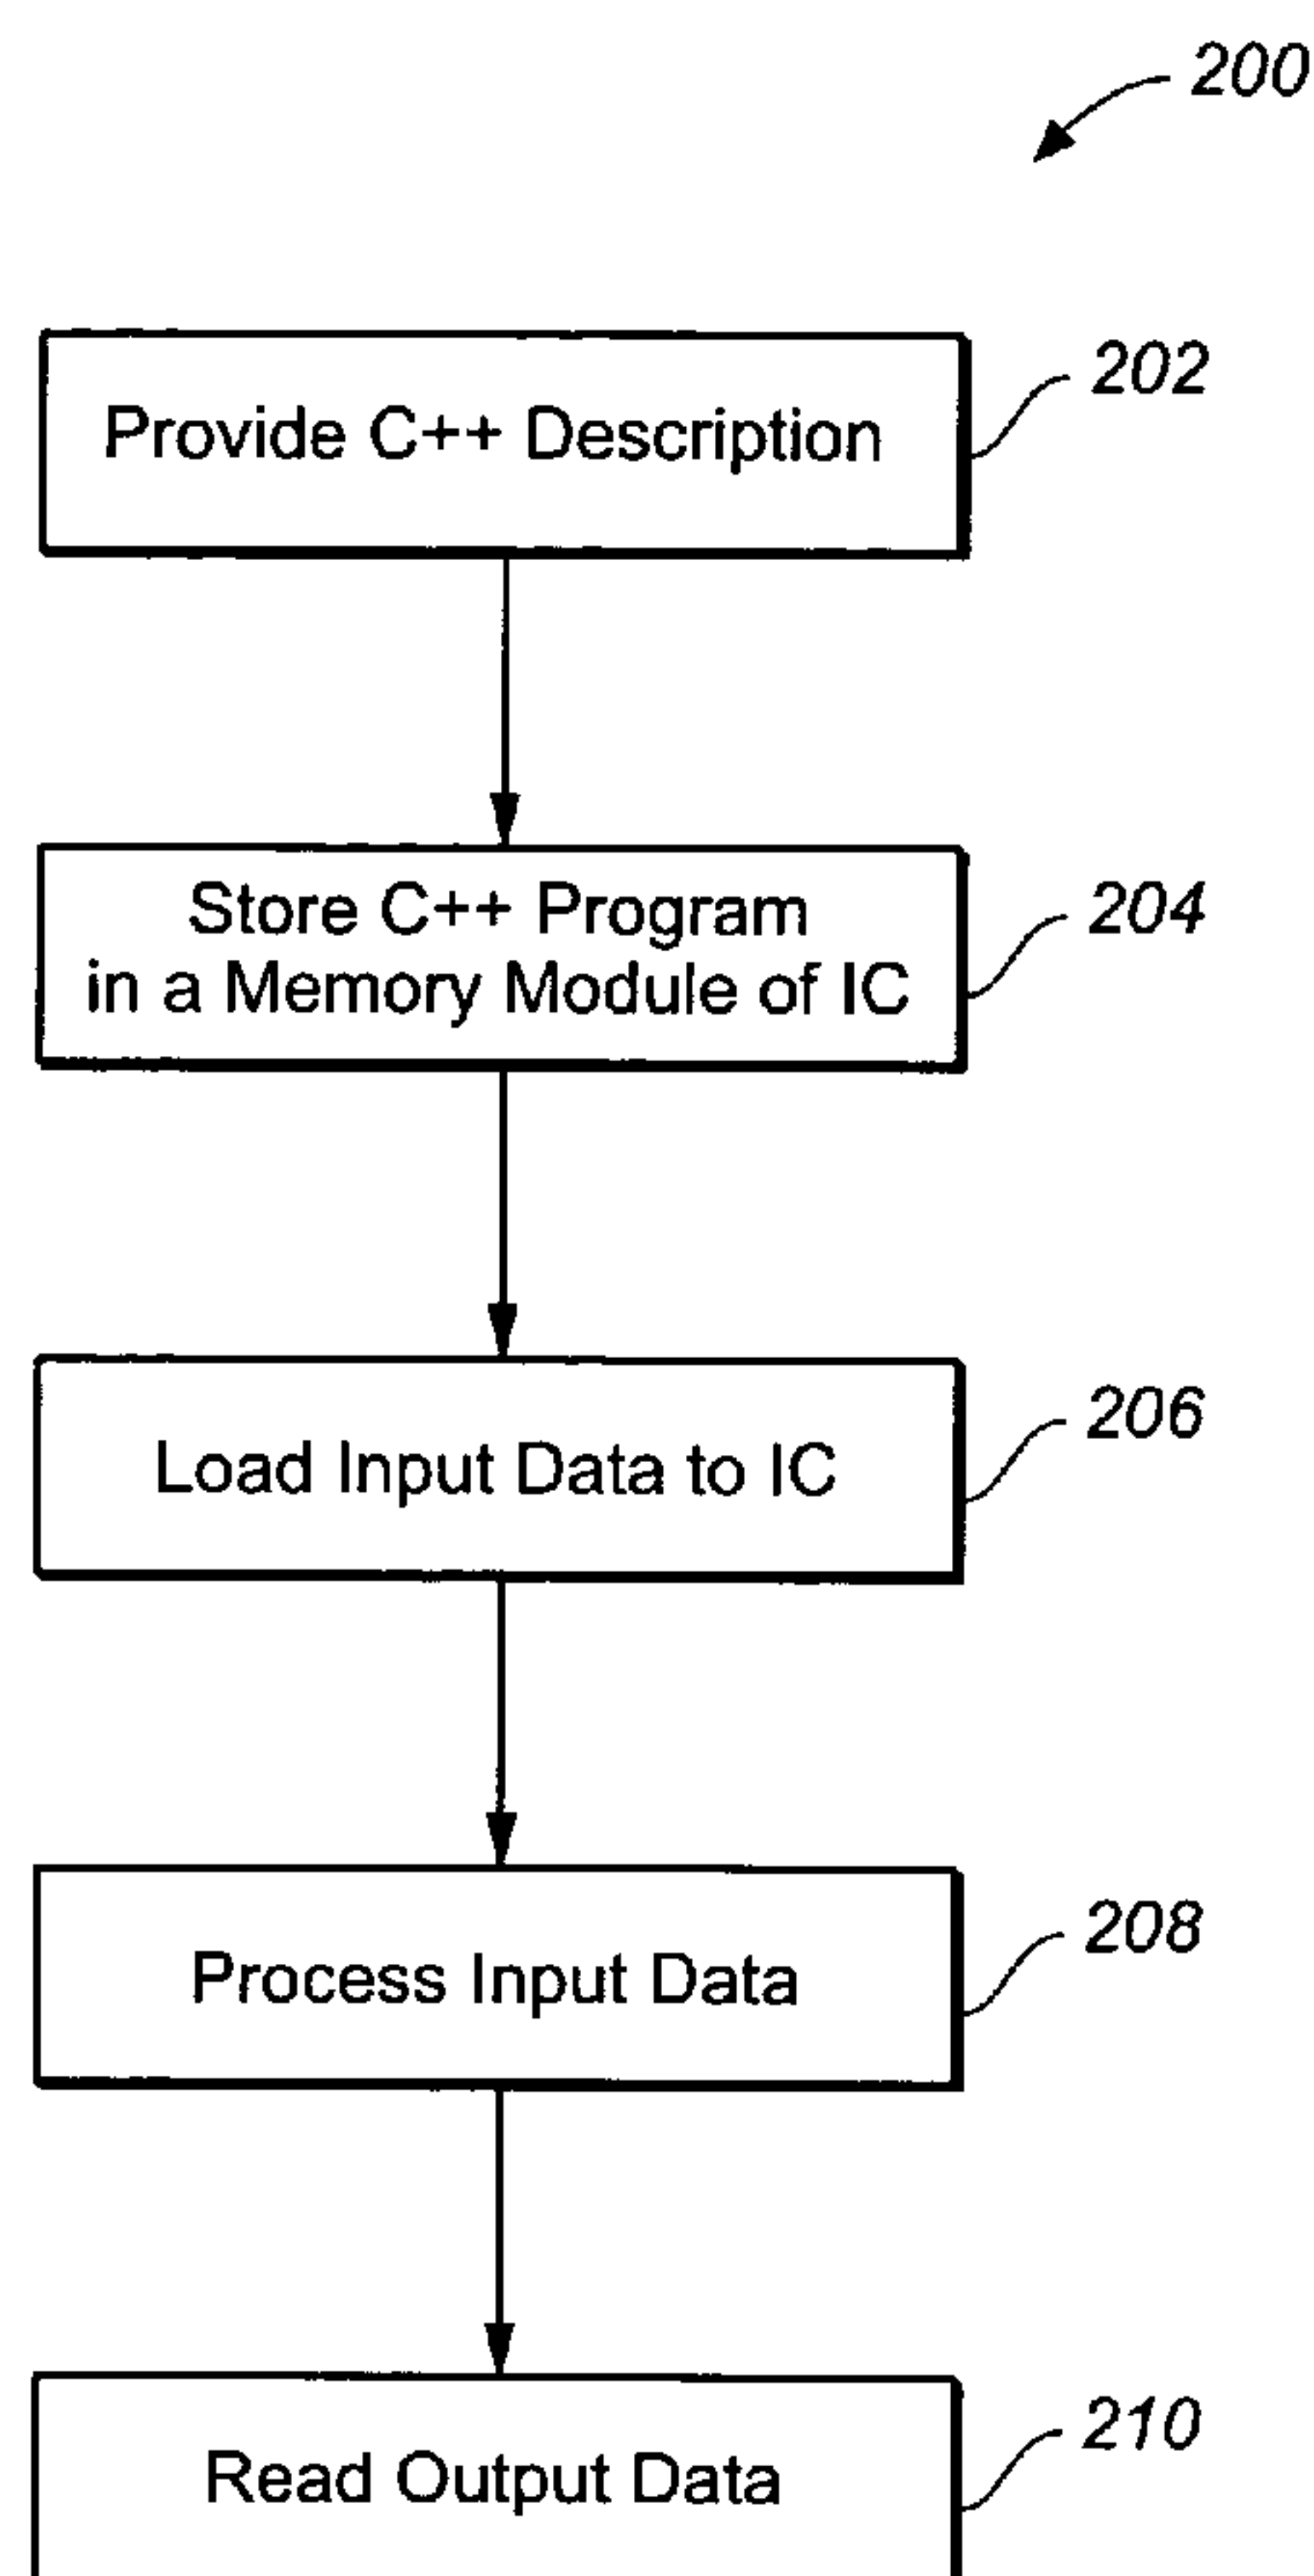 200
Provide C++ Description
202
Store C++ Program
in a Memory Module of IC
204
Load Input Data to IC
206
Process Input Data
208
Read Output Data
210